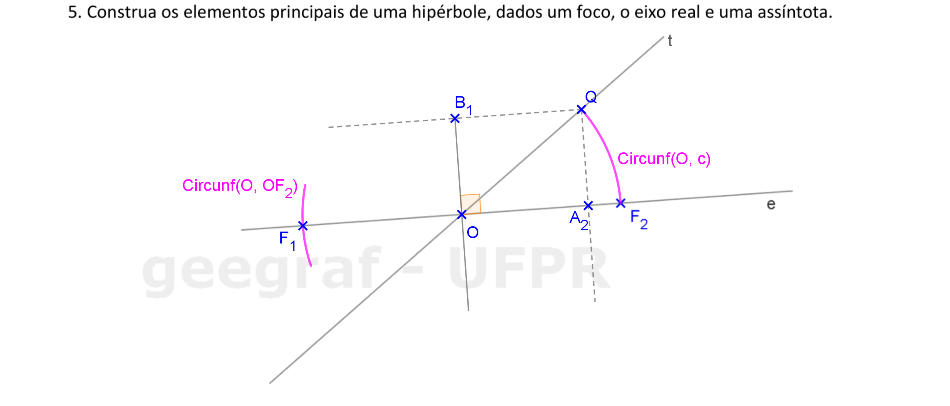 5. Construa os elementos principais de uma hipérbole, dados um foco, o eixo real e uma assíntota.
t
Q
B1
Circunf(O, c)
Circunf(O, OF2)
e
A2
F2
O
F1
geegraf - UFPR